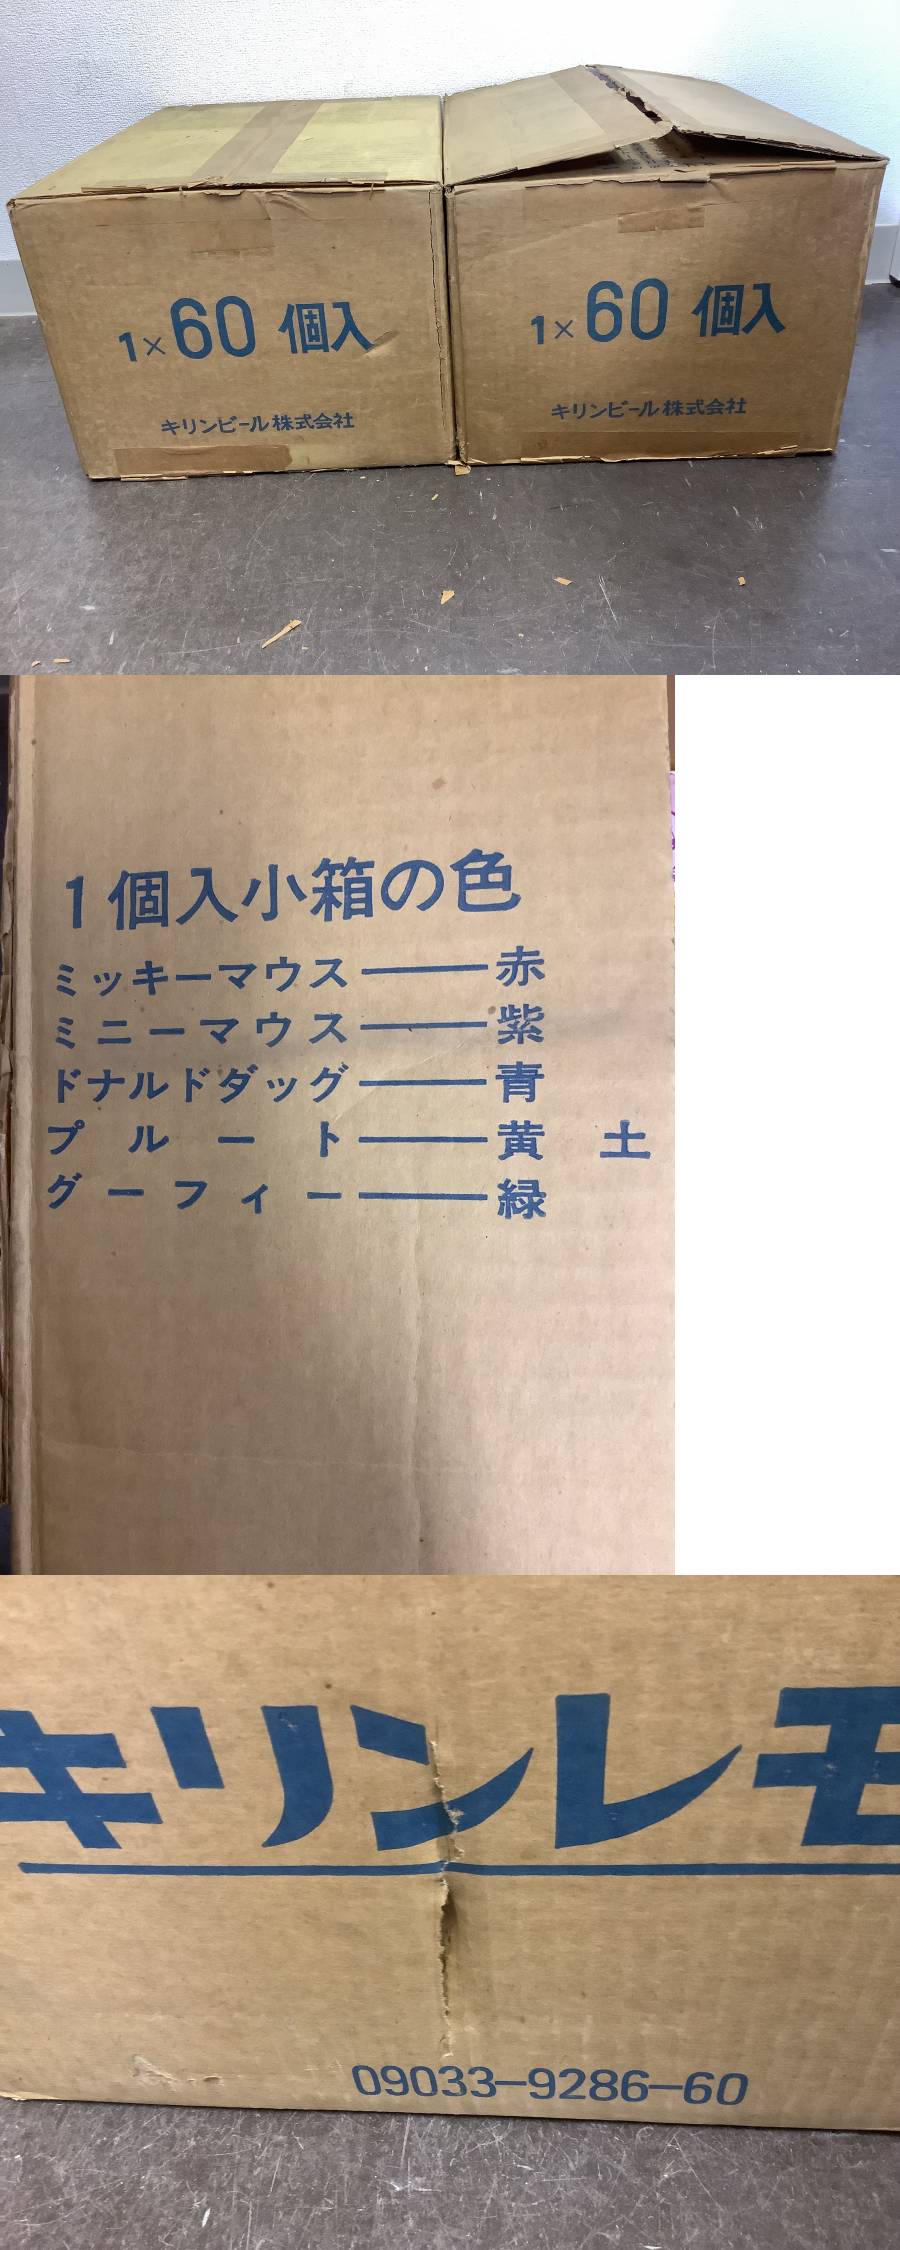 1×60 個入
キリンビール株式会社
1×60 個入
キリンビール株式会社
1個入小箱の色
ミッキーマウス――赤
ミニーマウス――紫
ドナルドダッグ――青
プルート――黄土
グーフィー――緑
キリンレモ
09033-9286-60